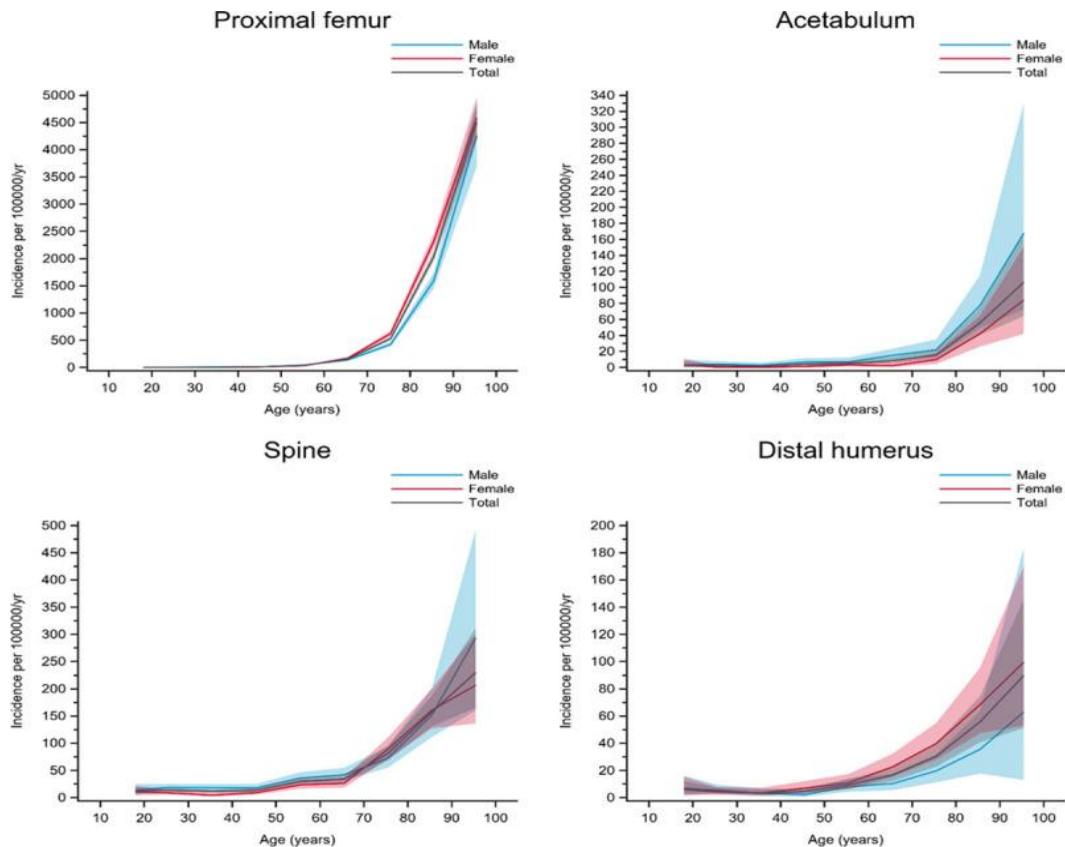 Proximal femur
Male
Female
Total
5000
4500
4000
3500
3000
2500
2000
1500
1000
500
0
Incidence per 100000/yr
10 20 30 40 50 60 70 80 90 100
Age (years)
Acetabulum
Male
Female
Total
340
320
300
280
260
240
220
200
180
160
140
120
100
80
60
40
20
0
Incidence per 100000/yr
10 20 30 40 50 60 70 80 90 100
Age (years)
Spine
Male
Female
Total
500
450
400
350
300
250
200
150
100
50
0
Incidence per 100000/yr
10 20 30 40 50 60 70 80 90 100
Age (years)
Distal humerus
Male
Female
Total
200
180
160
140
120
100
80
60
40
20
0
Incidence per 100000/yr
10 20 30 40 50 60 70 80 90 100
Age (years)